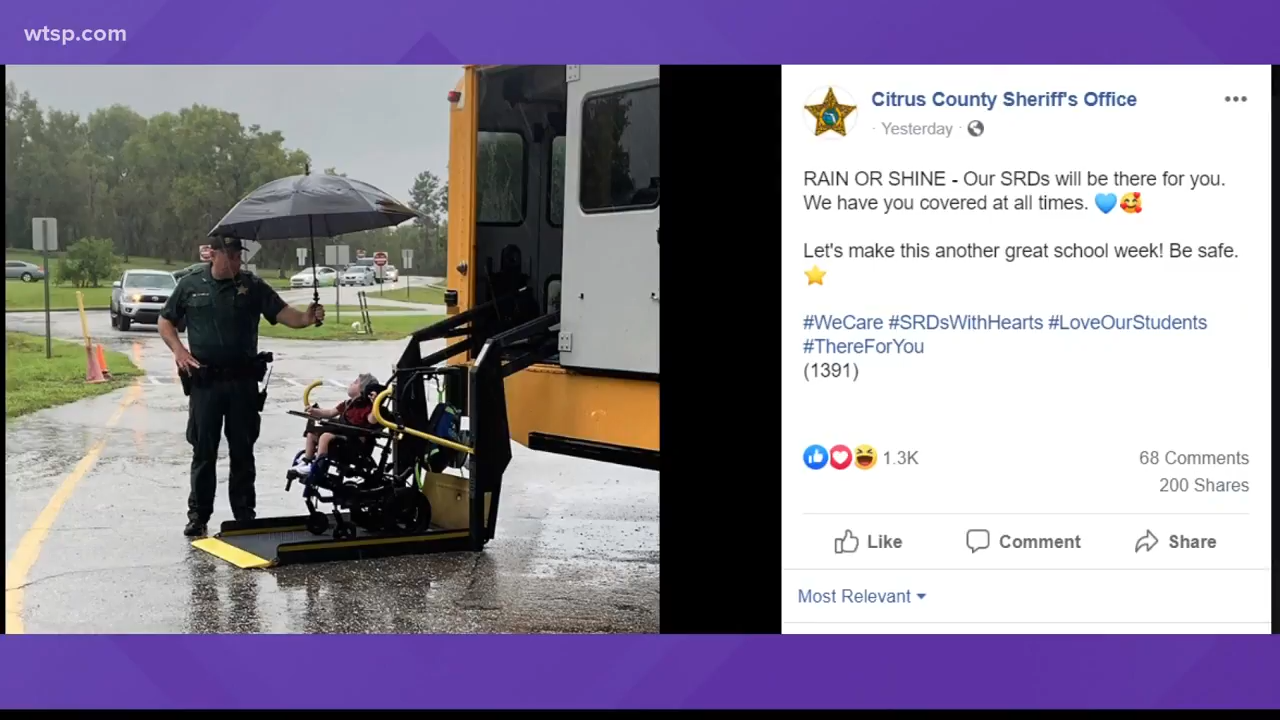 wtsp.com
Citrus County Sheriff's Office
Yesterday
RAIN OR SHINE - Our SRDs will be there for you.
We have you covered at all times. 💙🥰
Let's make this another great school week! Be safe.
⭐
#WeCare #SRDsWithHearts #LoveOurStudents
#ThereForYou
(1391)
1.3K
68 Comments
200 Shares
Like
Comment
Share
Most Relevant